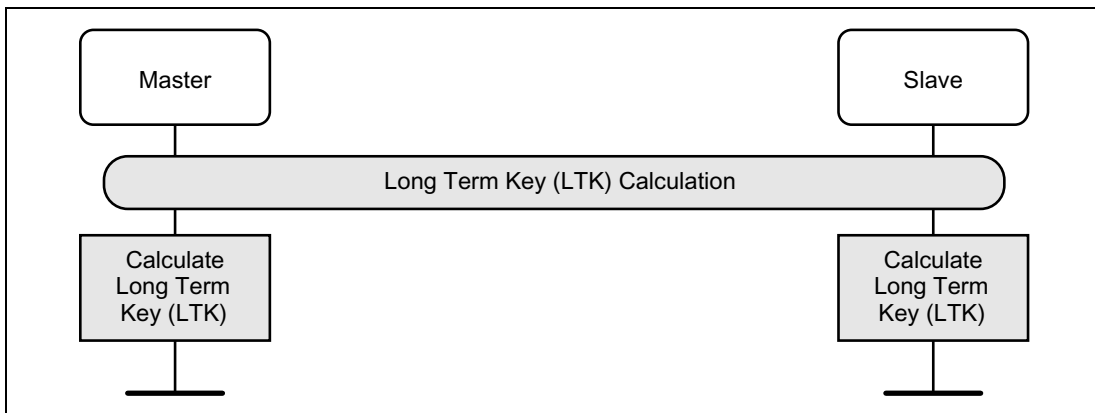 Master
Slave
Long Term Key (LTK) Calculation
Calculate
Long Term
Key (LTK)
Calculate
Long Term
Key (LTK)